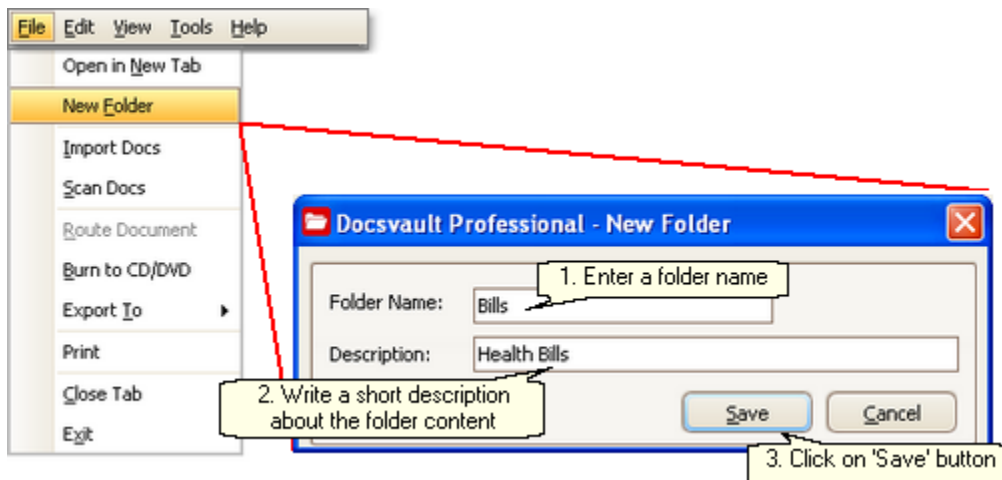 File Edit View Tools Help
Open in New Tab
New Folder
Import Docs
Scan Docs
Route Document
Burn to CD/DVD
Export To
Print
Close Tab
Exit
Docsvault Professional - New Folder
1. Enter a folder name
Folder Name: Bills
Description: Health Bills
2. Write a short description
about the folder content
Save Cancel
3. Click on 'Save' button